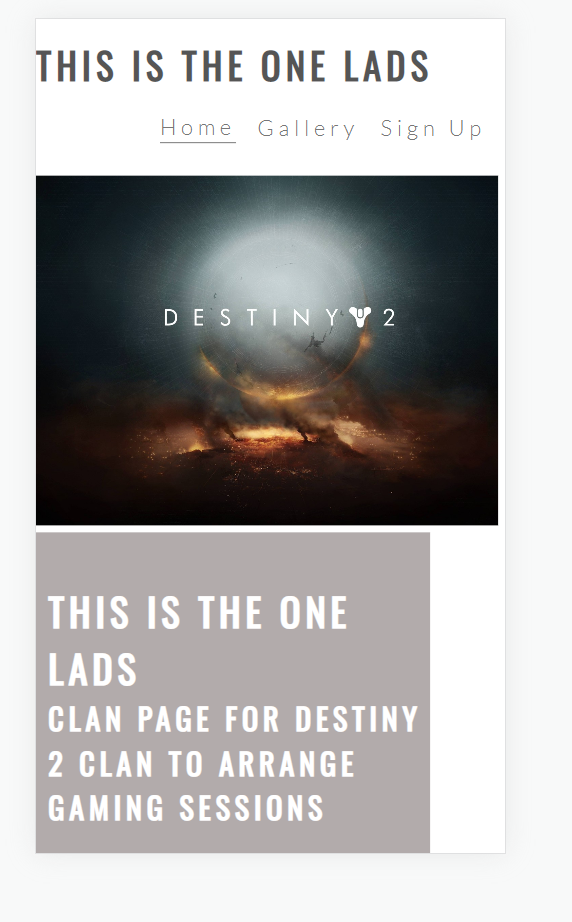 THIS IS THE ONE LADS
Home Gallery Sign Up
DESTINY 2
THIS IS THE ONE
LADS
CLAN PAGE FOR DESTINY
2 CLAN TO ARRANGE
GAMING SESSIONS